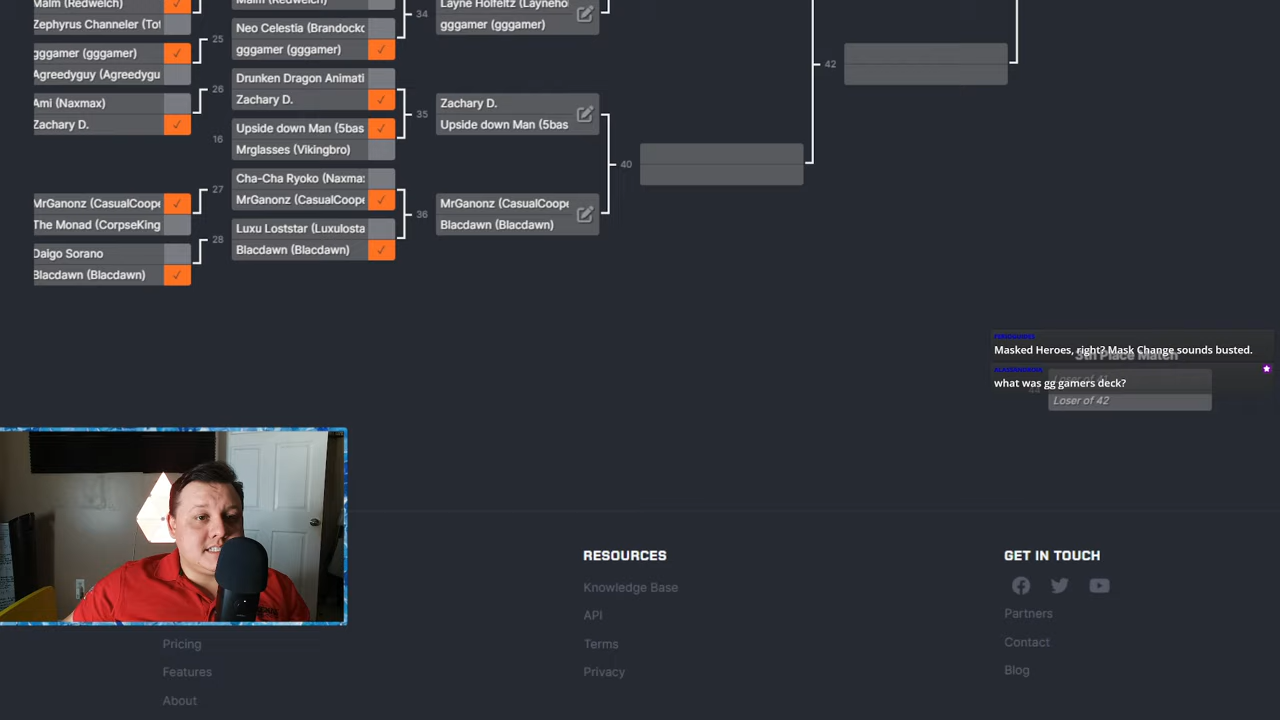 Malm (Redwelch)
Zephyrus Channeler (Tot
gggamer (gggamer)
Agreedyguy (Agreedygu
25
Ami (Naxmax)
Zachary D.
26
16
MrGanonz (CasualCoope
The Monad (CorpseKing
27
Daigo Sorano
Blacdawn (Blacdawn)
28
Malm (Redwelch)
Neo Celestia (Brandockc
gggamer (gggamer)
34
Drunken Dragon Animati
Zachary D.
Upside down Man (5bas
Mrglasses (Vikingbro)
35
Cha-Cha Ryoko (Naxma:
MrGanonz (CasualCoope
Luxu Loststar (Luxulosta
Blacdawn (Blacdawn)
36
Layne Holfeltz (Layneho
gggamer (gggamer)
Zachary D.
Upside down Man (5bas
MrGanonz (CasualCoope
Blacdawn (Blacdawn)
40
42
Masked Heroes, right? Mask Change sounds busted.
3th Place Match
what was gg gamers deck?
Loser of 42
RESOURCES
Knowledge Base
API
Terms
Privacy
GET IN TOUCH
Partners
Contact
Blog
Pricing
Features
About